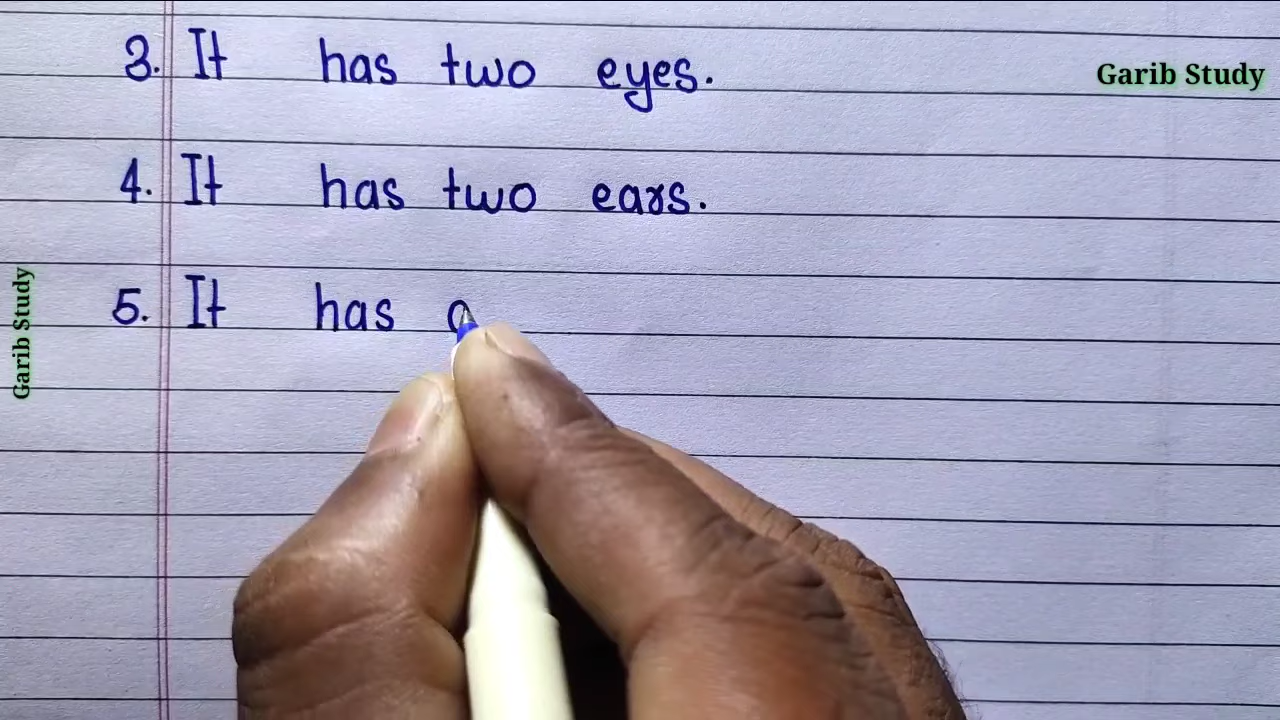 3. It has two eyes.
Garib Study
4. It has two ears.
Garib Study
5. It has